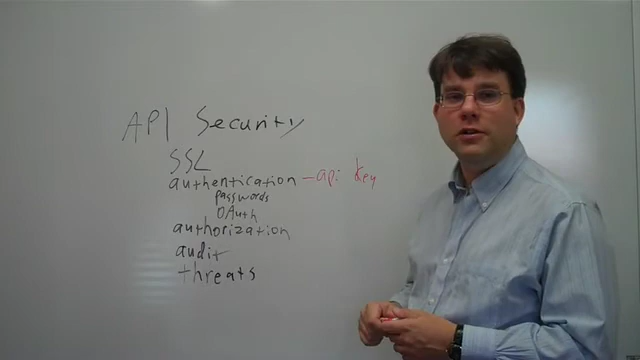 API Security
SSL
authentication - api key
passwords
OAuth
authorization
audit
threats